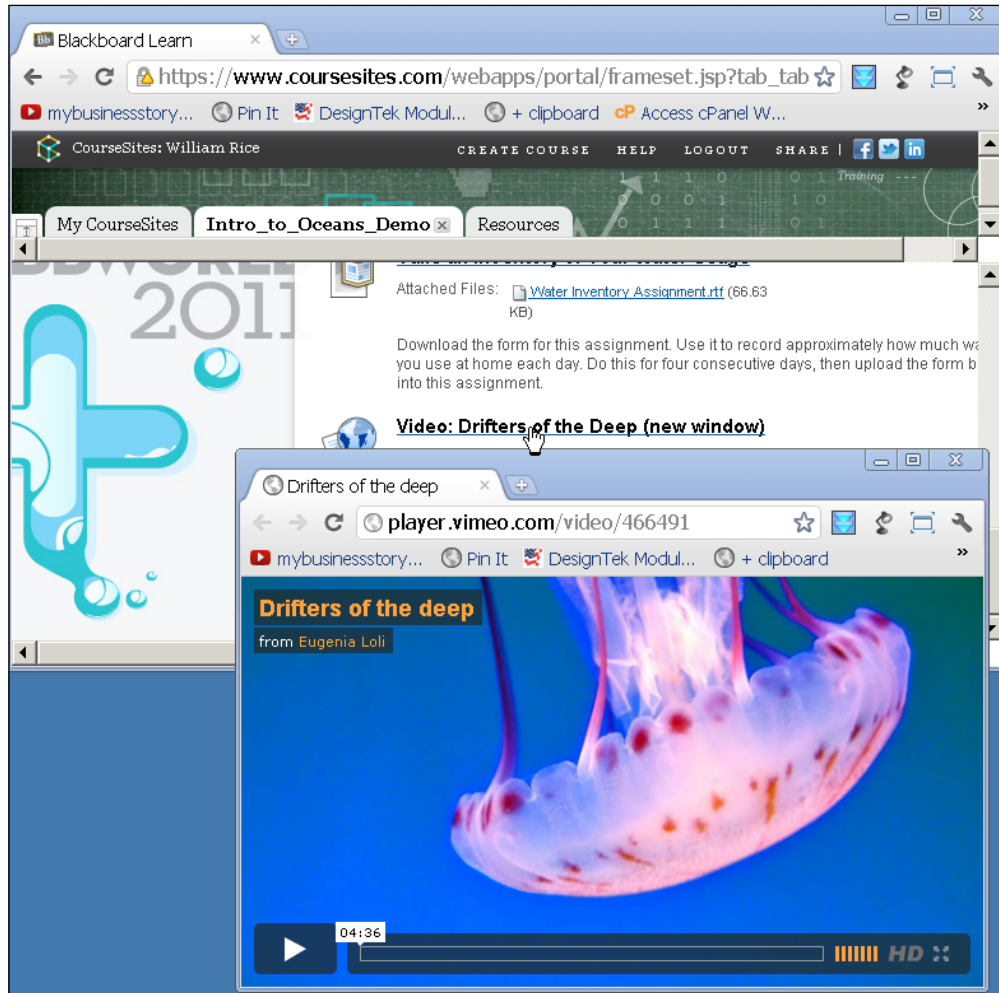 Blackboard Learn
https://www.coursesites.com/webapps/portal/frameset.jsp?tab_tab
mybusinessstory... Pin It DesignTek Modul... + clipboard cP Access cPanel W... »
CourseSites: William Rice CREATE COURSE HELP LOGOUT SHARE |
Training
My CourseSites Intro_to_Oceans_Demo Resources
2011
Attached Files: Water Inventory Assignment.rtf (66.63
KB)
Download the form for this assignment. Use it to record approximately how much wa
you use at home each day. Do this for four consecutive days, then upload the form b
into this assignment.
Video: Drifters of the Deep (new window)
Drifters of the deep
player.vimeo.com/video/466491
mybusinessstory... Pin It DesignTek Modul... + clipboard »
Drifters of the deep
from Eugenia Loli
04:36
HD